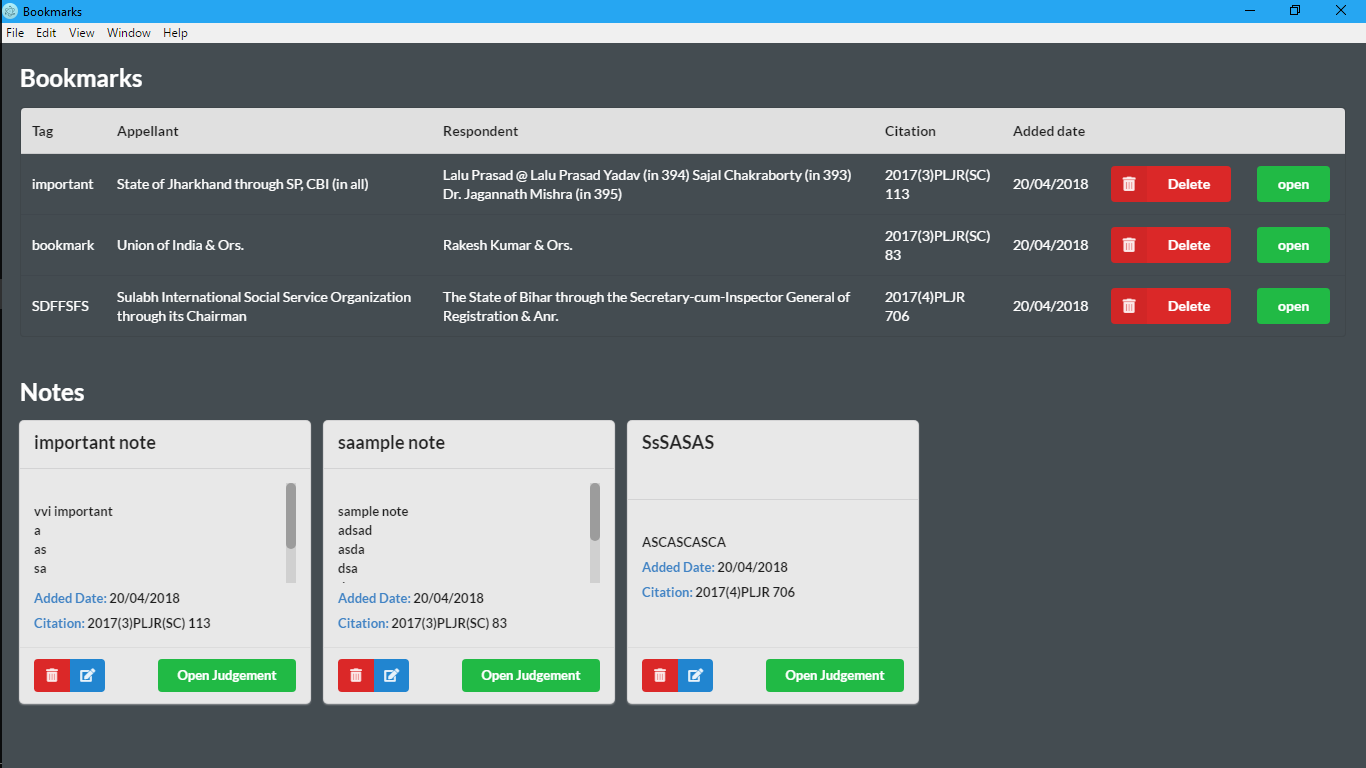 Bookmarks
File Edit View Window Help
Bookmarks
Tag Appellant Respondent Citation Added date
important State of Jharkhand through SP, CBI (in all) Lalu Prasad @ Lalu Prasad Yadav (in 394) Sajal Chakraborty (in 393) 2017(3)PLJR(SC) 20/04/2018 Delete open
Dr. Jagannath Mishra (in 395) 113
bookmark Union of India & Ors. Rakesh Kumar & Ors. 2017(3)PLJR(SC) 20/04/2018 Delete open
83
SDFFSFS Sulabh International Social Service Organization The State of Bihar through the Secretary-cum-Inspector General of 2017(4)PLJR 20/04/2018 Delete open
through its Chairman Registration & Anr. 706
Notes
important note
vvi important
a
as
sa
Added Date: 20/04/2018
Citation: 2017(3)PLJR(SC) 113
Open Judgement
saample note
sample note
adsad
asda
dsa
Added Date: 20/04/2018
Citation: 2017(3)PLJR(SC) 83
Open Judgement
SsSASAS
ASCASCASCA
Added Date: 20/04/2018
Citation: 2017(4)PLJR 706
Open Judgement